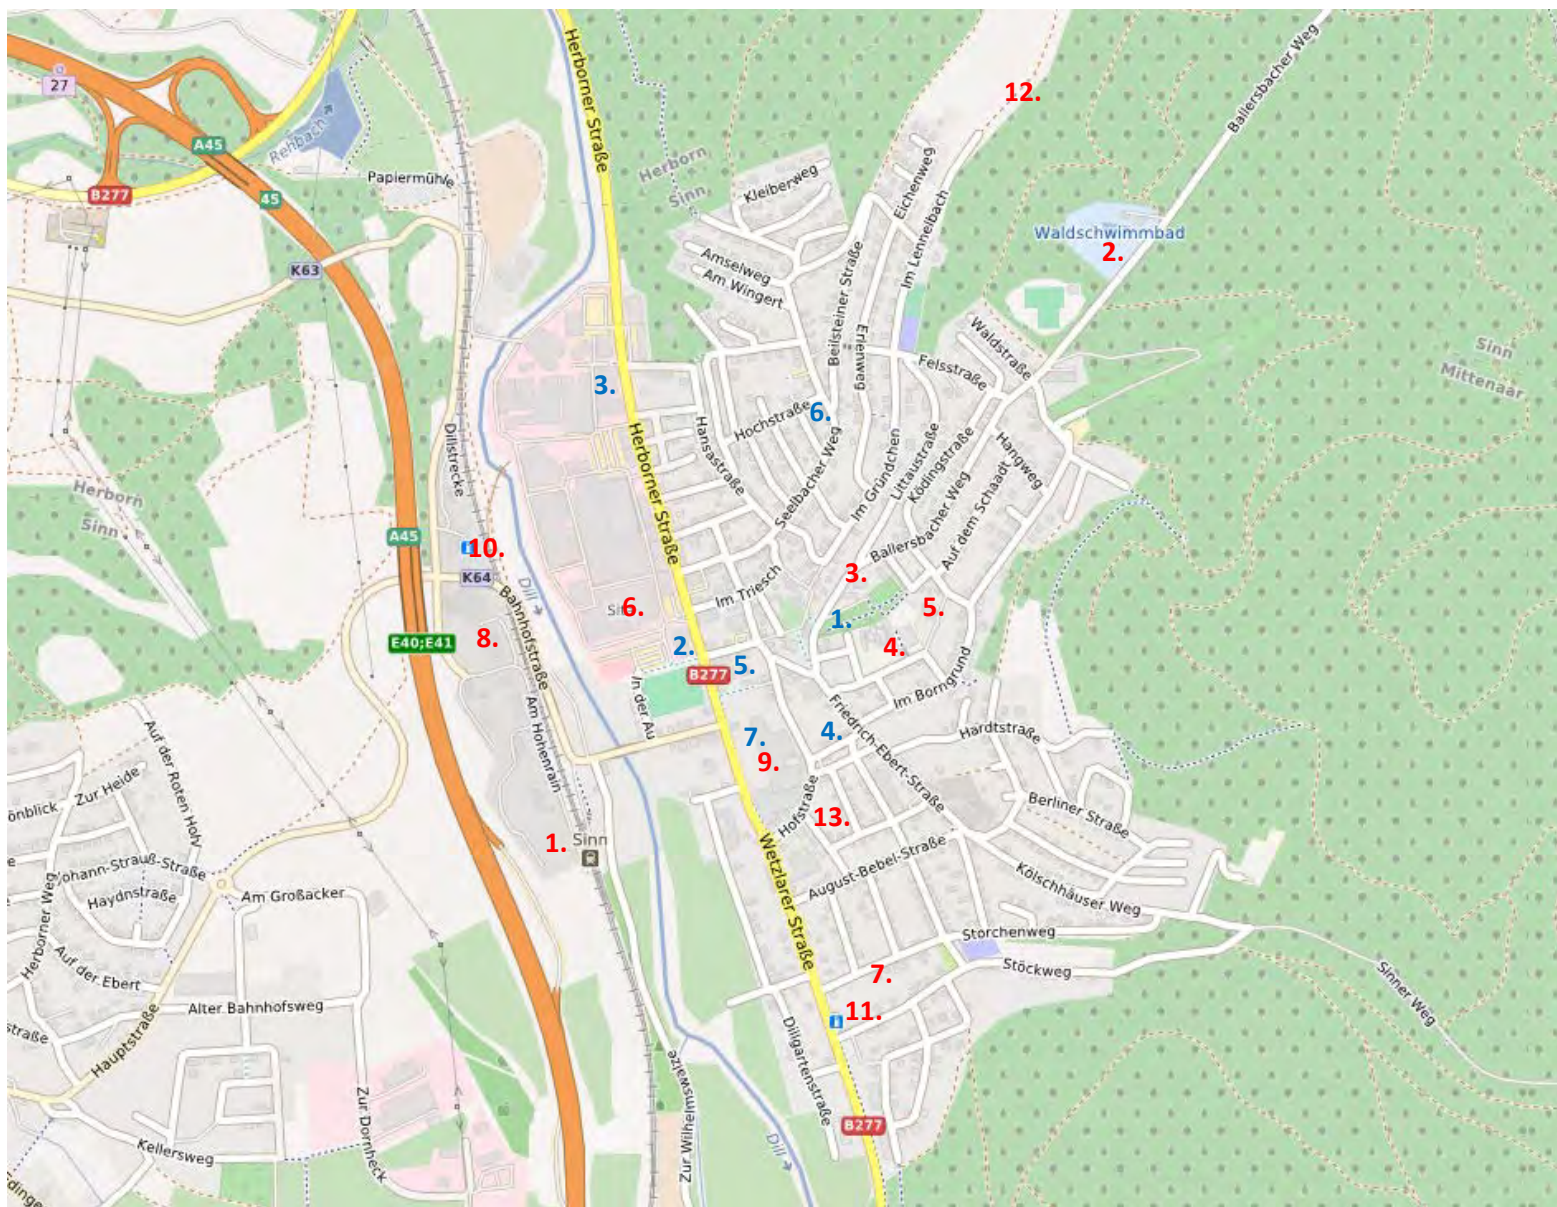 27
A45
45
B277
Rehbach
Papiermühle
K63
Herborner Straße
Herborn
Sinn
Kleiberweg
Amselweg
Am Wingert
Beilsteiner Straße
Eichenweg
Im Lennelbach
Erlenweg
12.
Ballersbacher Weg
Waldschwimmbad
2.
Waldstraße
Felsstraße
Sinn
Mittenaar
3.
6.
Hochstraße
Hansastraße
Seelbacher Weg
Herborner Straße
Im Gründchen
Littaustraße
Ködingstraße
Ballersbacher Weg
Hangweg
Auf dem Schaadt
Dillstrecke
Herborn
Sinn
A45
10.
K64
Dill
Bahnhofstraße
Im Triesch
3.
5.
6.
1.
E40;E41
8.
2.
5.
4.
B277
In der Au
Am Hohenrain
Im Borngrund
Friedrich-Ebert-Straße
4.
7.
9.
Hardtstraße
Auf der Roten Hohl
Zur Heide
önblick
Hofstraße
13.
Berliner Straße
1.
Sinn
Johann-Strauß-Straße
Haydnstraße
Am Großacker
Wetzlarer Straße
August-Bebel-Straße
Kölschhäuser Weg
Herborner Weg
Auf der Ebert
Storchenweg
Stöckweg
7.
Sinner Weg
Alter Bahnhofsweg
11.
straße
Hauptstraße
Dillgartenstraße
Zur Wilhelmswalze
Zur Dornheck
B277
Dill
Kellersweg